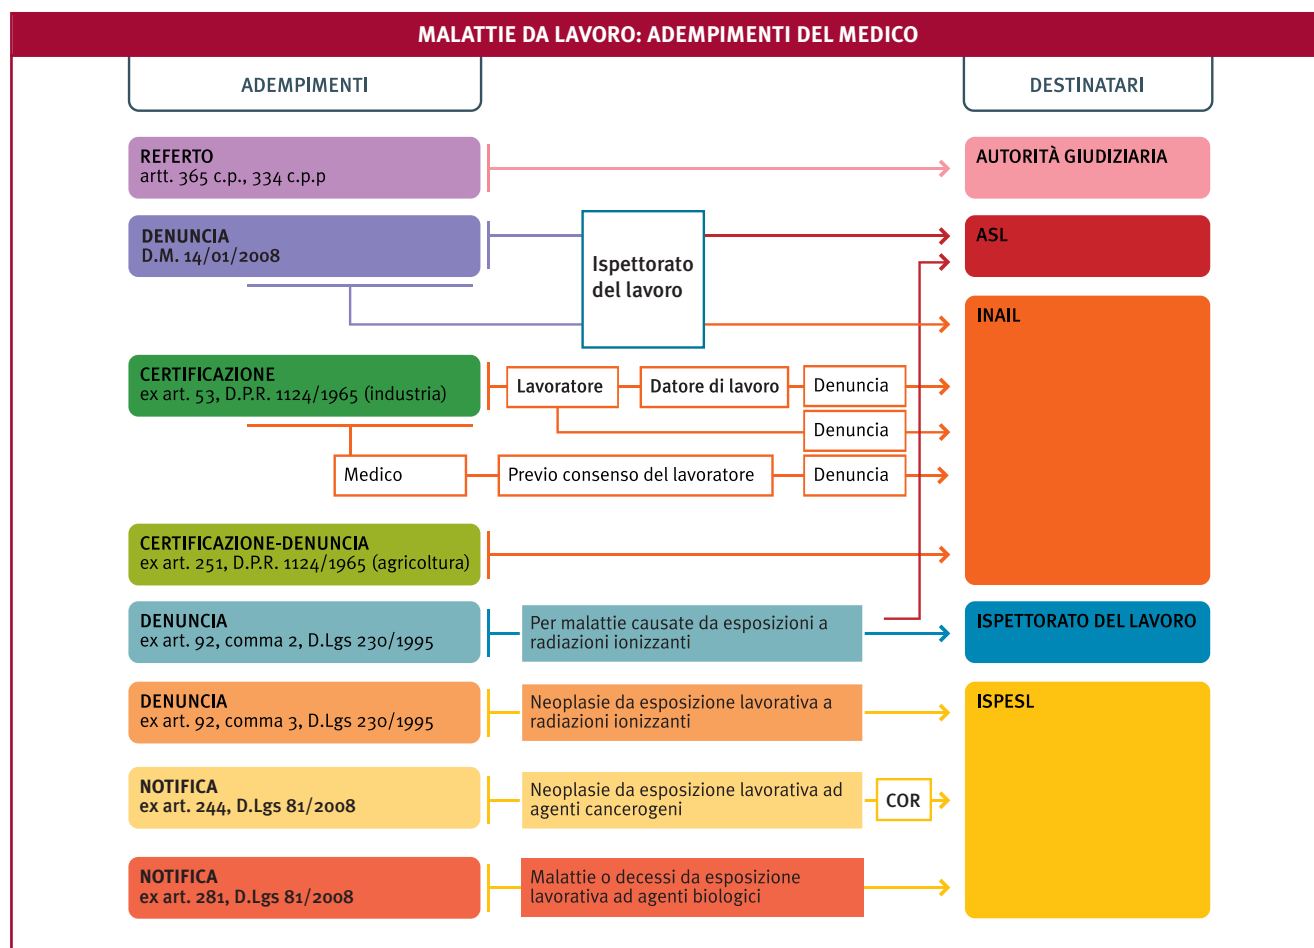 MALATTIE DA LAVORO: ADEMPIMENTI DEL MEDICO
ADEMPIMENTI
DESTINATARI
REFERTO
artt. 365 c.p., 334 c.p.p
AUTORITÀ GIUDIZIARIA
DENUNCIA
D.M. 14/01/2008
Ispettorato
del lavoro
ASL
INAIL
CERTIFICAZIONE
ex art. 53, D.P.R. 1124/1965 (industria)
Lavoratore
Datore di lavoro
Denuncia
Denuncia
Medico
Previo consenso del lavoratore
Denuncia
CERTIFICAZIONE-DENUNCIA
ex art. 251, D.P.R. 1124/1965 (agricoltura)
DENUNCIA
ex art. 92, comma 2, D.Lgs 230/1995
Per malattie causate da esposizioni a
radiazioni ionizzanti
ISPETTORATO DEL LAVORO
DENUNCIA
ex art. 92, comma 3, D.Lgs 230/1995
Neoplasie da esposizione lavorativa a
radiazioni ionizzanti
ISPESL
NOTIFICA
ex art. 244, D.Lgs 81/2008
Neoplasie da esposizione lavorativa ad
agenti cancerogeni
COR
NOTIFICA
ex art. 281, D.Lgs 81/2008
Malattie o decessi da esposizione
lavorativa ad agenti biologici